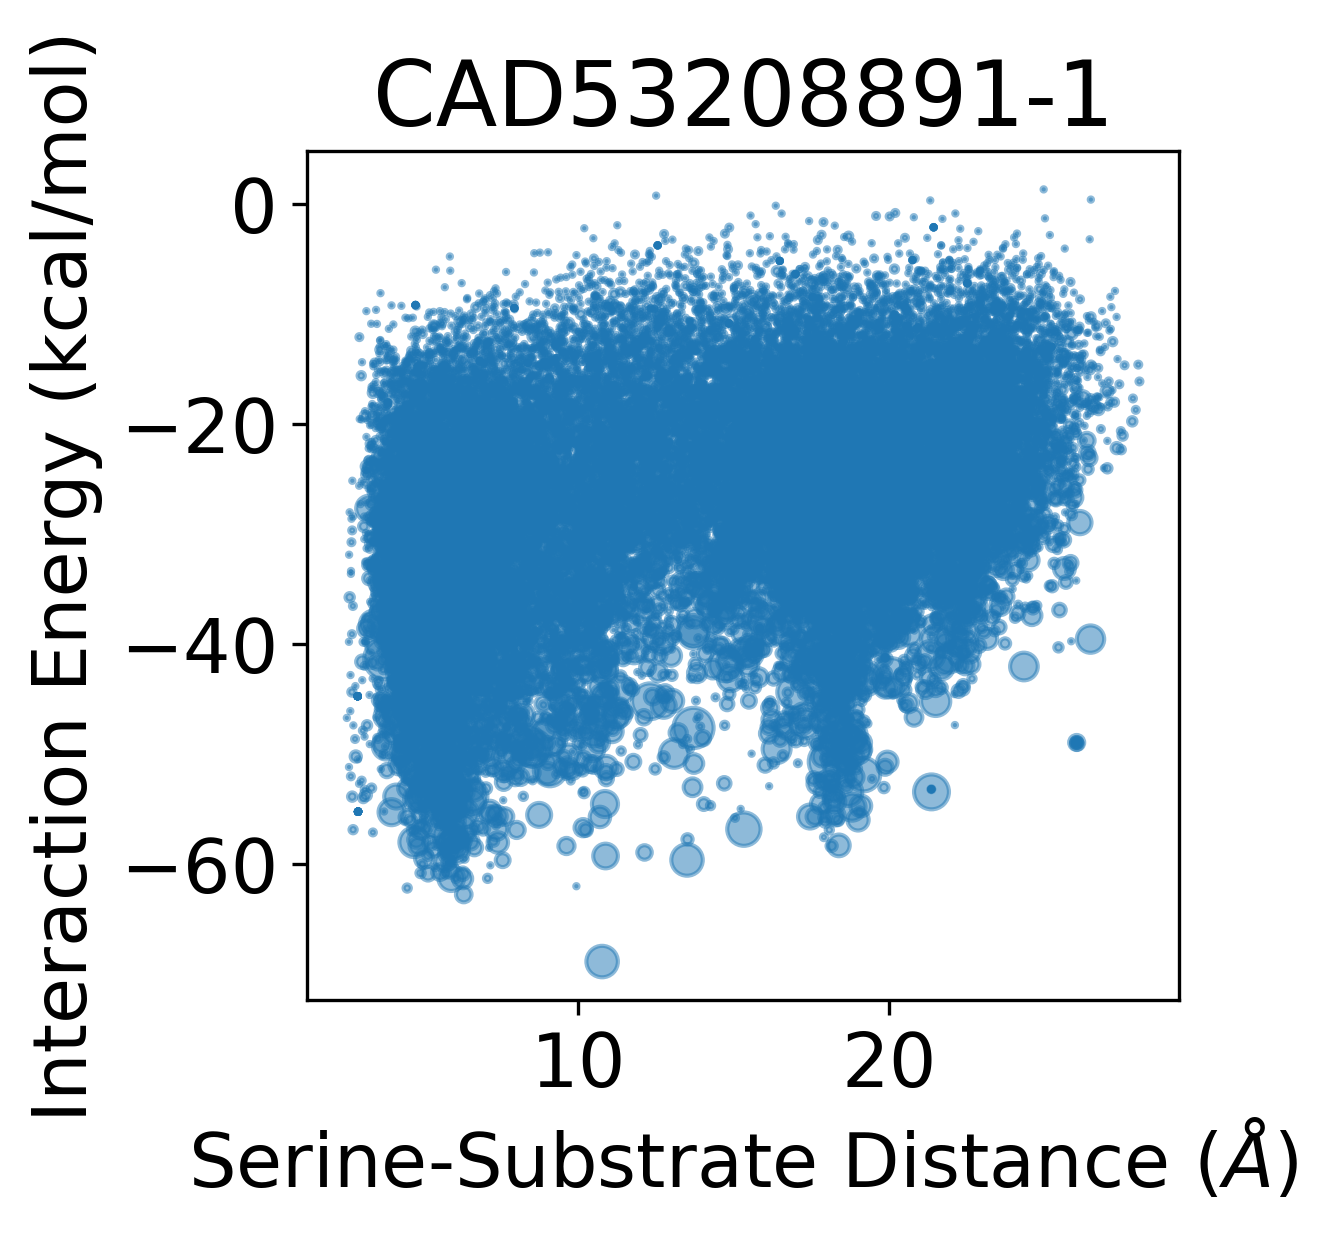 CAD53208891-1
Interaction Energy (kcal/mol)
0
−20
−40
−60
10 20
Serine-Substrate Distance (Å)